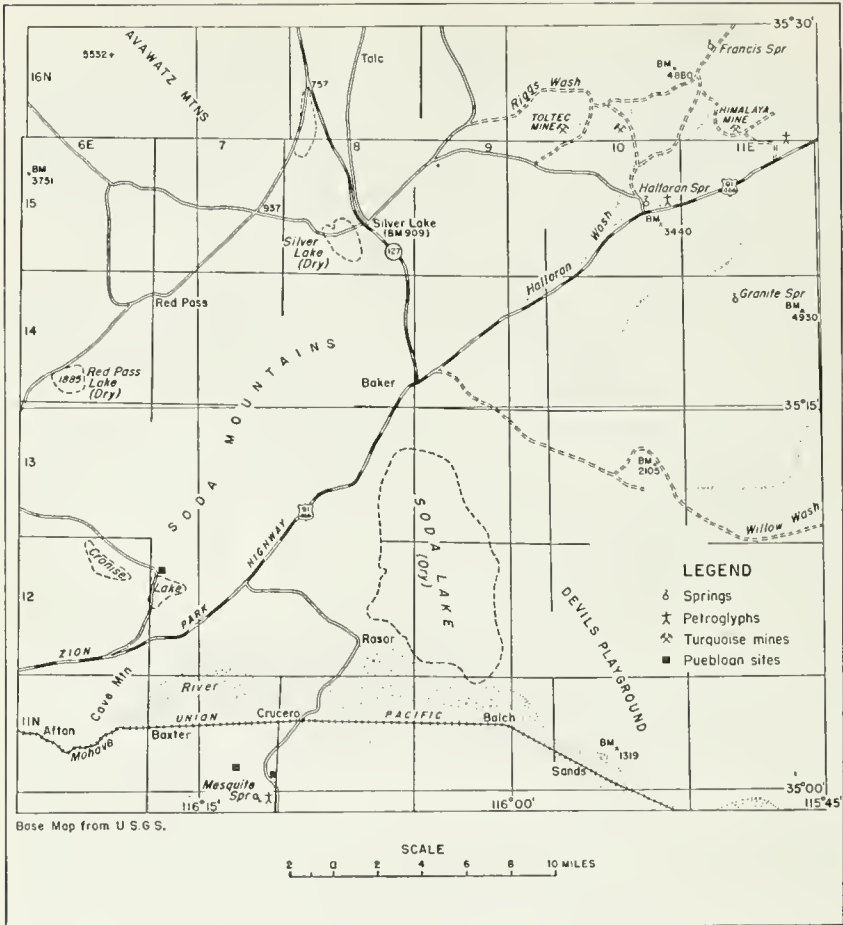 35°30'
5532
AVAWATZ MTNS
Talc
Francis Spr
BM 4880
16N
757
Riggs Wash
TOLTEC MINE
HIMALAYA MINE
6E
7
8
9
10
11E
BM 3751
15
937
Silver Lake
(BM 909)
Halloran Spr
91
466
BM 3440
Silver Lake (Dry)
127
Halloran Wash
Granite Spr
BM 4930
Red Pass
14
1885
Red Pass Lake (Dry)
Baker
35°15'
SODA MOUNTAINS
13
BM 2105
Willow Wash
91
466
SODA LAKE (Dry)
Cronise Lake
12
ZION PARK HIGHWAY
Rasor
DEVILS PLAYGROUND
LEGEND
Springs
Petroglyphs
Turquoise mines
Puebloan sites
Cave Mtn
River
11N
Afton
Mohave
Baxter
UNION PACIFIC
Crucero
Balch
BM 1319
Sands
Mesquite Spr
116°15'
116°00'
35°00'
115°45'
Base Map from U.S.G.S.
SCALE
2 0 2 4 6 8 10 MILES